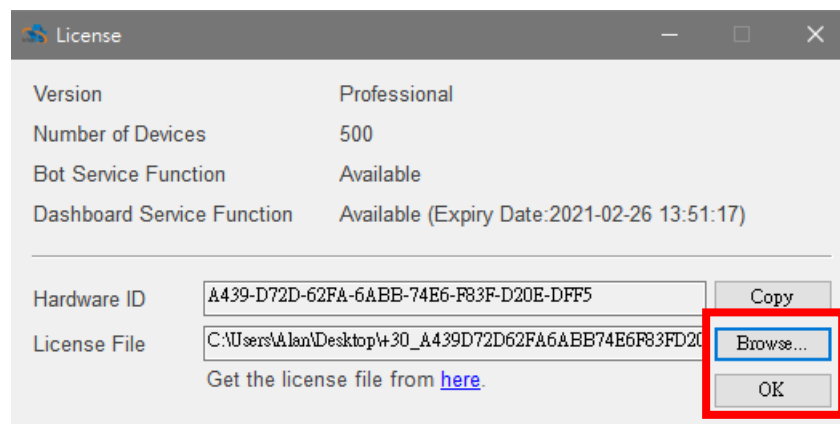 License
Version Professional
Number of Devices 500
Bot Service Function Available
Dashboard Service Function Available (Expiry Date:2021-02-26 13:51:17)
Hardware ID A439-D72D-62FA-6ABB-74E6-F83F-D20E-DFF5 Copy
License File C:\Users\Alan\Desktop\+30_A439D72D62FA6ABB74E6F83FD20 Browse...
Get the license file from here. OK